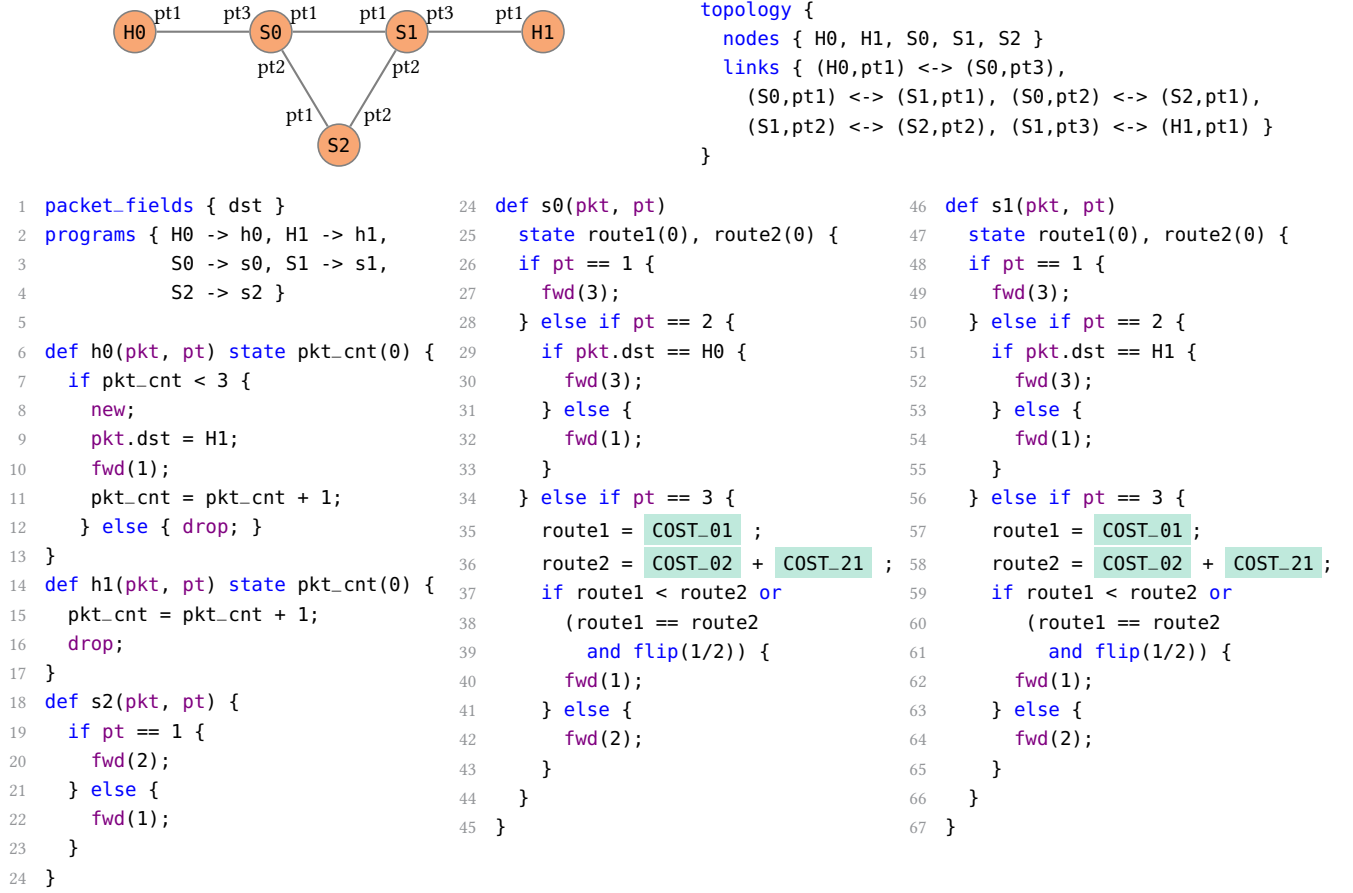 pt1 pt3 pt1 pt1 pt3 pt1
H0 S0 S1 H1
pt2 pt2
pt1 pt2
S2
topology {
nodes { H0, H1, S0, S1, S2 }
links { (H0,pt1) <-> (S0,pt3),
(S0,pt1) <-> (S1,pt1), (S0,pt2) <-> (S2,pt1),
(S1,pt2) <-> (S2,pt2), (S1,pt3) <-> (H1,pt1) }
}
1 packet_fields { dst }
2 programs { H0 -> h0, H1 -> h1,
3 S0 -> s0, S1 -> s1,
4 S2 -> s2 }
5
6 def h0(pkt, pt) state pkt_cnt(0) {
7 if pkt_cnt < 3 {
8 new;
9 pkt.dst = H1;
10 fwd(1);
11 pkt_cnt = pkt_cnt + 1;
12 } else { drop; }
13 }
14 def h1(pkt, pt) state pkt_cnt(0) {
15 pkt_cnt = pkt_cnt + 1;
16 drop;
17 }
18 def s2(pkt, pt) {
19 if pt == 1 {
20 fwd(2);
21 } else {
22 fwd(1);
23 }
24 }
24 def s0(pkt, pt)
25 state route1(0), route2(0) {
26 if pt == 1 {
27 fwd(3);
28 } else if pt == 2 {
29 if pkt.dst == H0 {
30 fwd(3);
31 } else {
32 fwd(1);
33 }
34 } else if pt == 3 {
35 route1 = COST_01 ;
36 route2 = COST_02 + COST_21 ;
37 if route1 < route2 or
38 (route1 == route2
39 and flip(1/2)) {
40 fwd(1);
41 } else {
42 fwd(2);
43 }
44 }
45 }
46 def s1(pkt, pt)
47 state route1(0), route2(0) {
48 if pt == 1 {
49 fwd(3);
50 } else if pt == 2 {
51 if pkt.dst == H1 {
52 fwd(3);
53 } else {
54 fwd(1);
55 }
56 } else if pt == 3 {
57 route1 = COST_01 ;
58 route2 = COST_02 + COST_21 ;
59 if route1 < route2 or
60 (route1 == route2
61 and flip(1/2)) {
62 fwd(1);
63 } else {
64 fwd(2);
65 }
66 }
67 }